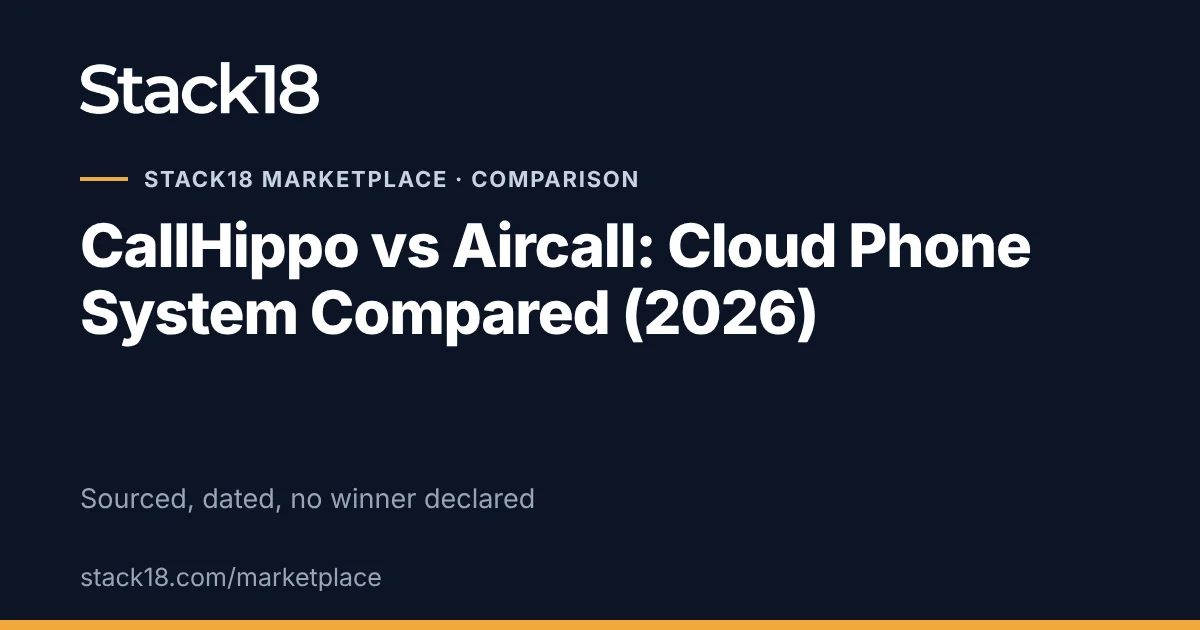 Stack18
STACK18 MARKETPLACE · COMPARISON
CallHippo vs Aircall: Cloud Phone
System Compared (2026)
Sourced, dated, no winner declared
stack18.com/marketplace